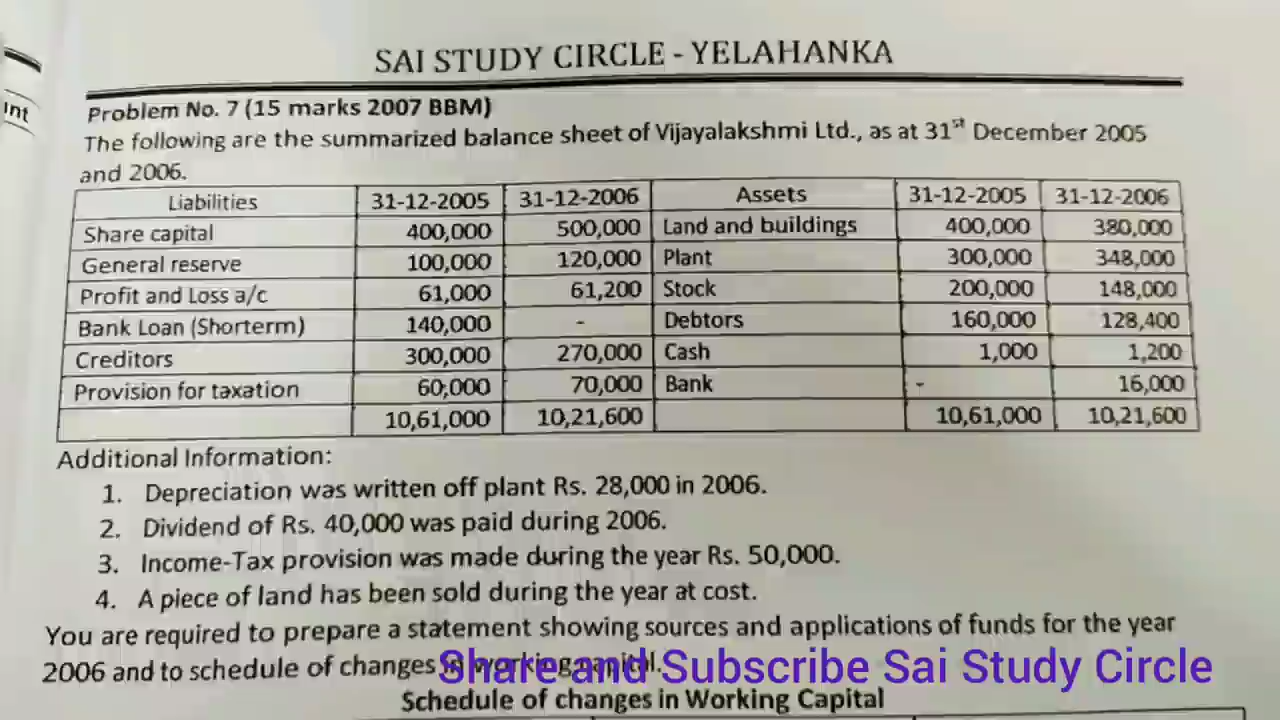 int
SAI STUDY CIRCLE - YELAHANKA
Problem No. 7 (15 marks 2007 BBM)
The following are the summarized balance sheet of Vijayalakshmi Ltd., as at 31st December 2005
and 2006.
Liabilities 31-12-2005 31-12-2006 Assets 31-12-2005 31-12-2006
Share capital 400,000 500,000 Land and buildings 400,000 380,000
General reserve 100,000 120,000 Plant 300,000 348,000
Profit and Loss a/c 61,000 61,200 Stock 200,000 148,000
Bank Loan (Shorterm) 140,000 - Debtors 160,000 128,400
Creditors 300,000 270,000 Cash 1,000 1,200
Provision for taxation 60,000 70,000 Bank - 16,000
10,61,000 10,21,600 10,61,000 10,21,600
Additional Information:
1. Depreciation was written off plant Rs. 28,000 in 2006.
2. Dividend of Rs. 40,000 was paid during 2006.
3. Income-Tax provision was made during the year Rs. 50,000.
4. A piece of land has been sold during the year at cost.
You are required to prepare a statement showing sources and applications of funds for the year
2006 and to schedule of changes in working capital.
Share and Subscribe Sai Study Circle
Schedule of changes in Working Capital